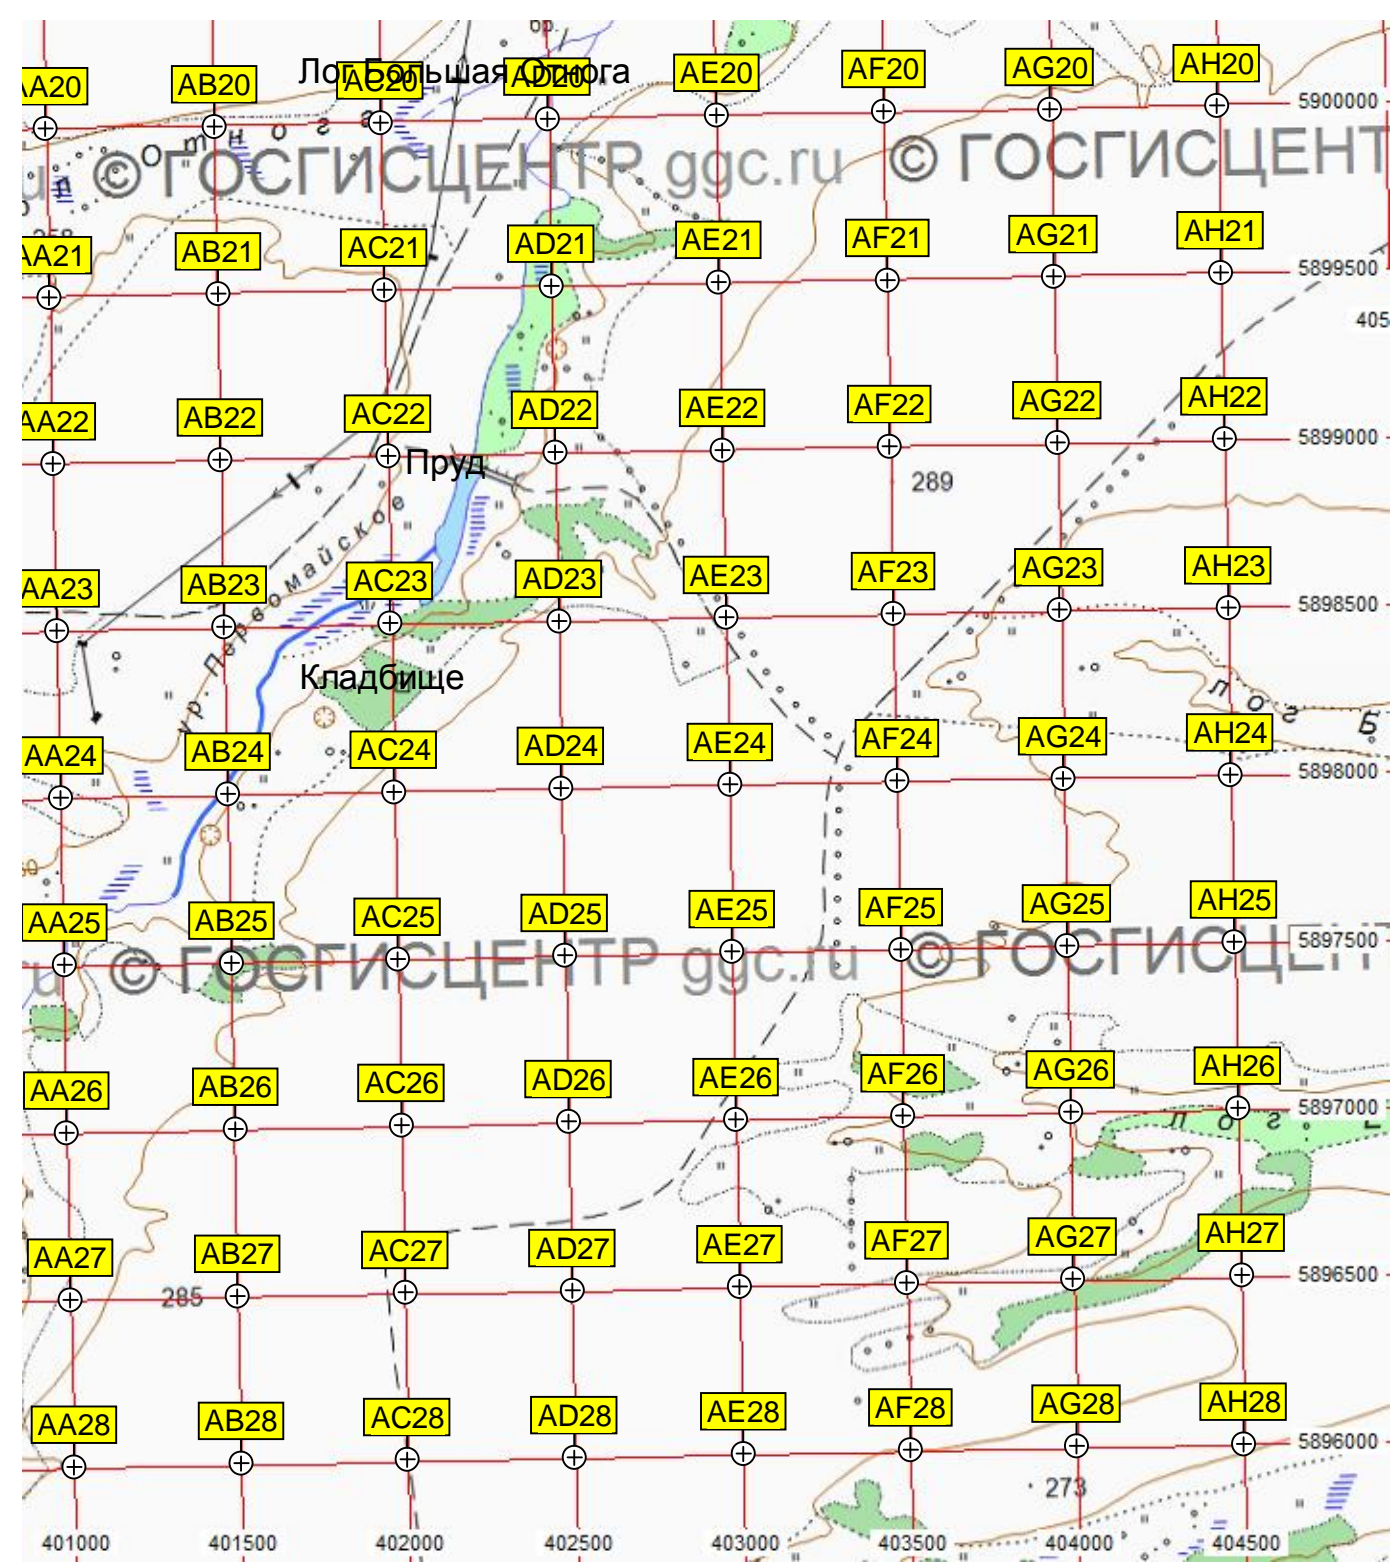 бр.
Лог Большая Отнога
AA20 AB20 AC20 AD20 AE20 AF20 AG20 AH20
5900000
Отнога
© ГОСГИСЦЕНТР ggc.ru © ГОСГИСЦЕНТ
AA21 AB21 AC21 AD21 AE21 AF21 AG21 AH21
5899500
405
AA22 AB22 AC22 AD22 AE22 AF22 AG22 AH22
5899000
Пруд
289
ур. Первомайское
AA23 AB23 AC23 AD23 AE23 AF23 AG23 AH23
5898500
Кладбище
лог Б
AA24 AB24 AC24 AD24 AE24 AF24 AG24 AH24
5898000
AA25 AB25 AC25 AD25 AE25 AF25 AG25 AH25
5897500
u © ГОСГИСЦЕНТР ggc.ru © ГОСГИСЦЕНТ
AA26 AB26 AC26 AD26 AE26 AF26 AG26 AH26
5897000
лог
AA27 AB27 AC27 AD27 AE27 AF27 AG27 AH27
5896500
285
AA28 AB28 AC28 AD28 AE28 AF28 AG28 AH28
5896000
273
401000 401500 402000 402500 403000 403500 404000 404500